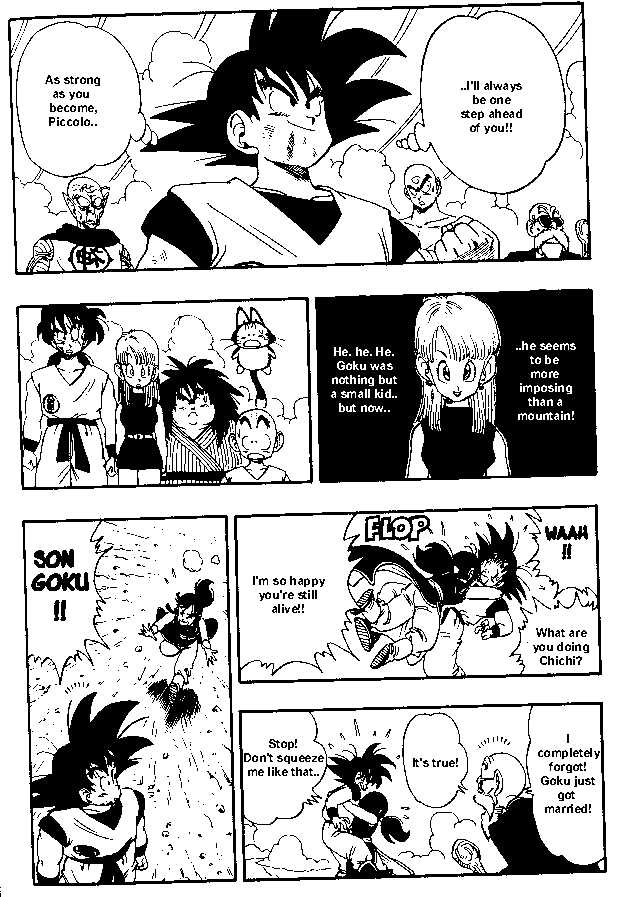 As strong
as you
become,
Piccolo..
..I'll always
be one
step ahead
of you!!
He. he. He.
Goku was
nothing but
a small kid..
but now..
..he seems
to be
more
imposing
than a
mountain!
SON
GOKU
!!
FLOP
I'm so happy
you're still
alive!!
WAAH
!!
What are
you doing
Chichi?
Stop!
Don't squeeze
me like that..
It's true!
I
completely
forgot!
Goku just
got
married!